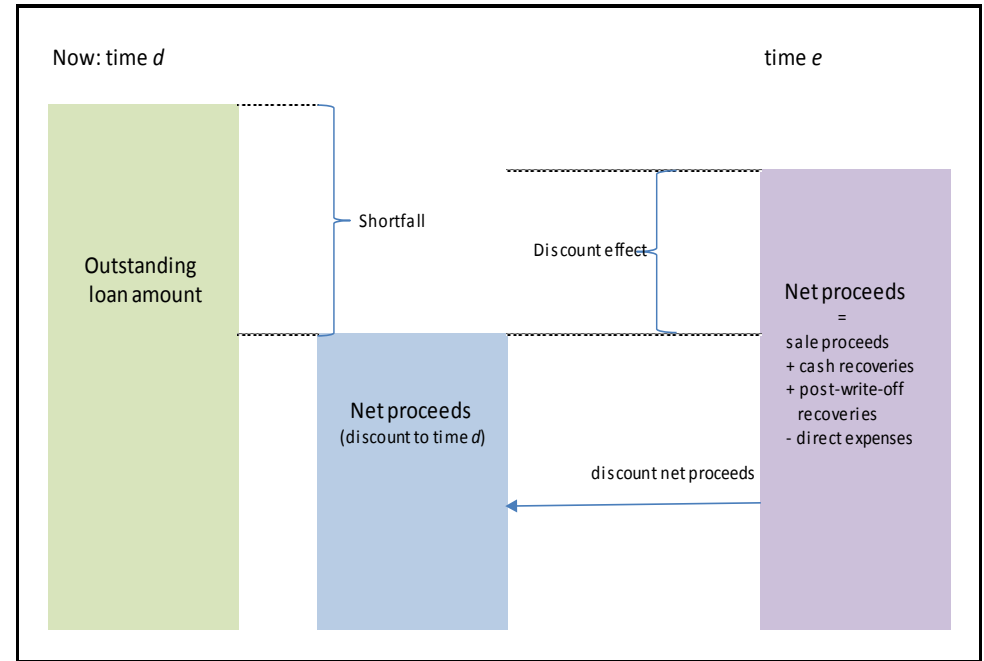 Now: time d
time e
Shortfall
Discount effect
Outstanding
loan amount
Net proceeds
=
sale proceeds
+ cash recoveries
+ post-write-off
recoveries
- direct expenses
Net proceeds
(discount to time d)
discount net proceeds